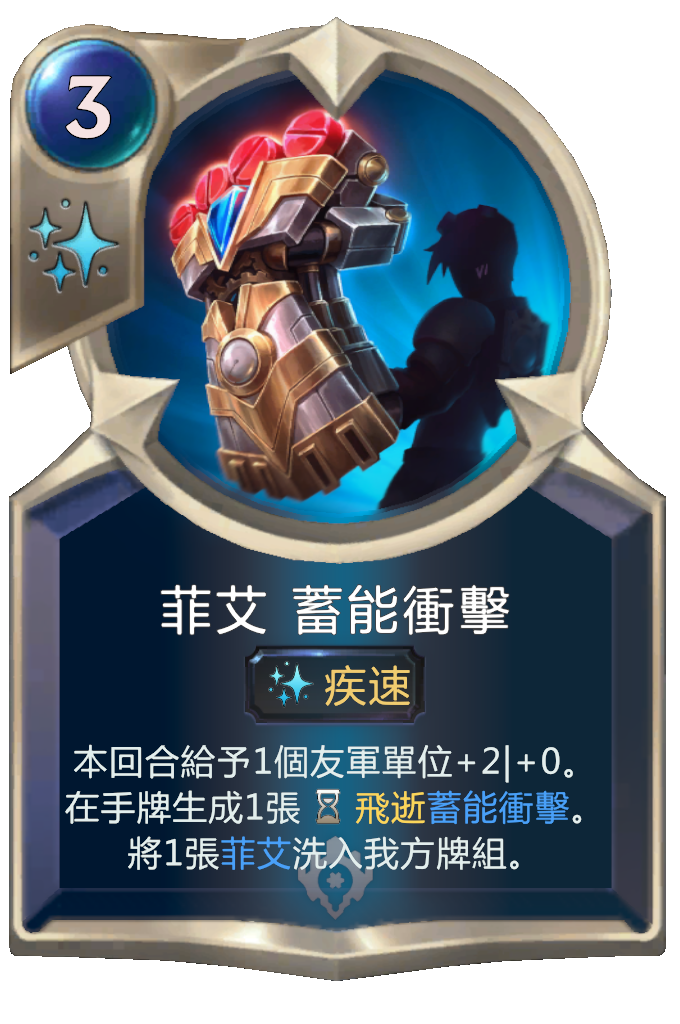 3
菲艾 蓄能衝擊
疾速
本回合給予1個友軍單位+2|+0。
在手牌生成1張 飛逝蓄能衝擊。
將1張菲艾洗入我方牌組。